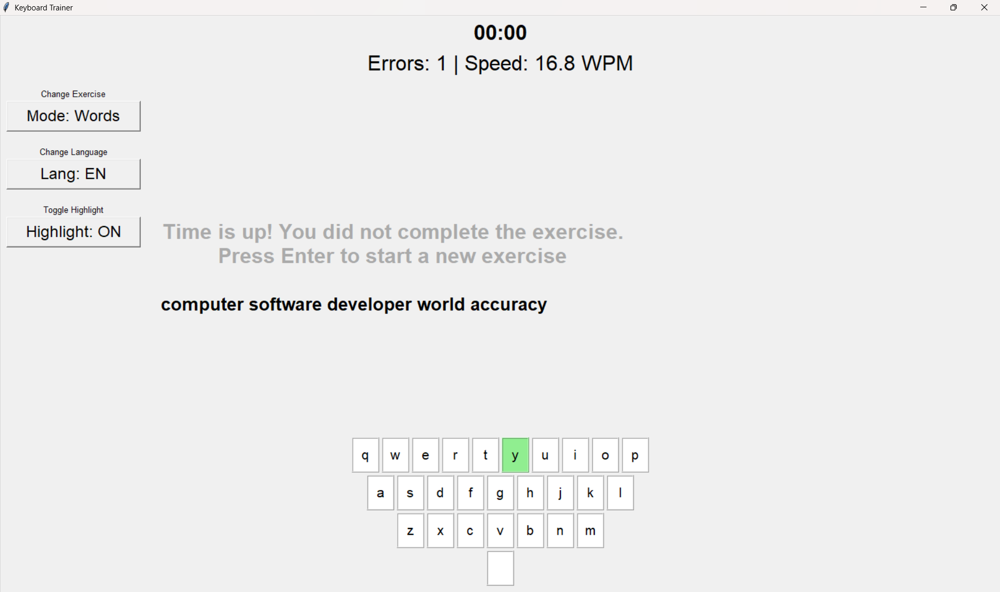 Keyboard Trainer
00:00
Errors: 1 | Speed: 16.8 WPM
Change Exercise
Mode: Words
Change Language
Lang: EN
Toggle Highlight
Highlight: ON
Time is up! You did not complete the exercise.
Press Enter to start a new exercise
computer software developer world accuracy
q w e r t y u i o p
a s d f g h j k l
z x c v b n m